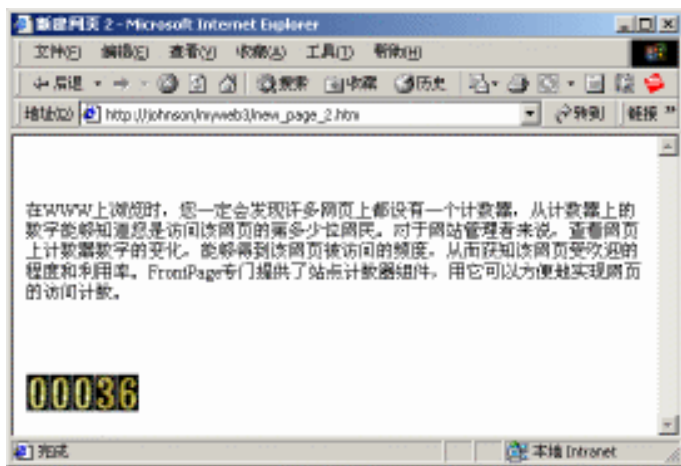 新建网页 2 - Microsoft Internet Explorer
文件(F) 编辑(E) 查看(V) 收藏(A) 工具(T) 帮助(H)
后退 搜索 收藏 历史
地址(D) http://johnson/myweb3/new_page_2.htm 转到 链接 »
在WWW上浏览时，您一定会发现许多网页上都设有一个计数器，从计数器上的
数字能够知道您是访问该网页的第多少位网民。对于网站管理者来说，查看网页
上计数器数字的变化，能够得到该网页被访问的频度，从而获知该网页受欢迎的
程度和利用率。FrontPage专门提供了站点计数器组件，用它可以方便地实现网页
的访问计数。
00036
完成 本地 Intranet